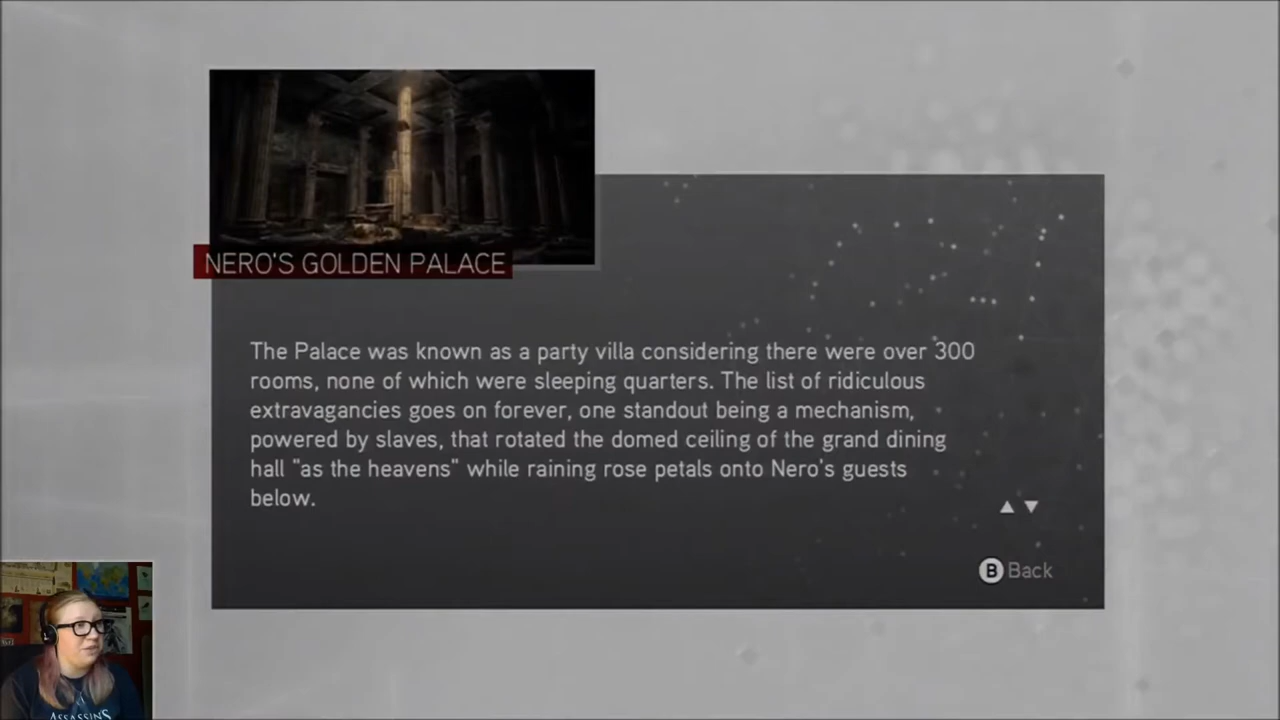 NERO'S GOLDEN PALACE
The Palace was known as a party villa considering there were over 300
rooms, none of which were sleeping quarters. The list of ridiculous
extravagancies goes on forever, one standout being a mechanism,
powered by slaves, that rotated the domed ceiling of the grand dining
hall "as the heavens" while raining rose petals onto Nero's guests
below.
B Back
ASSASSINS